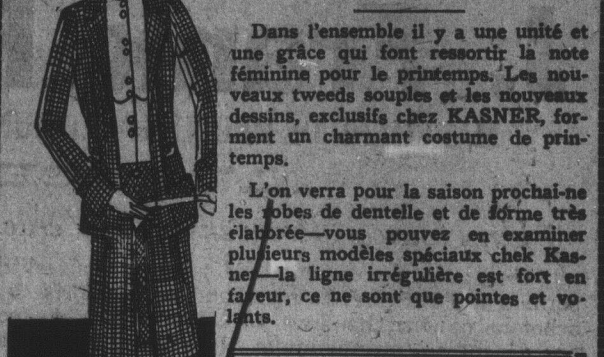 Dans l'ensemble il y a une unité et
une grâce qui font ressortir la note
féminine pour le printemps. Les nou-
veaux tweeds souples et les nouveaux
dessins, exclusifs chez KASNER, for-
ment un charmant costume de prin-
temps.
L'on verra pour la saison prochai-ne
les robes de dentelle et de forme très
élaborée—vous pouvez en examiner
plusieurs modèles spéciaux chek Kas-
ner—la ligne irrégulière est fort en
faveur, ce ne sont que pointes et vo-
lants.